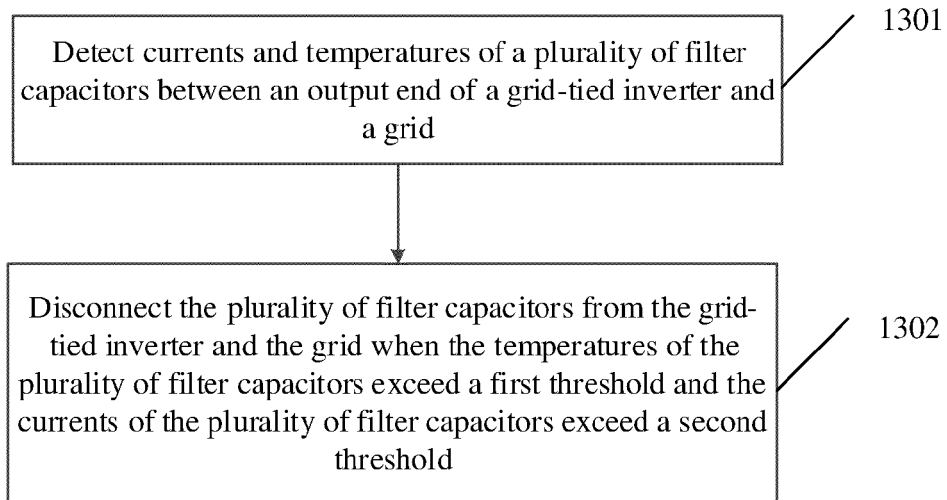 1301
Detect currents and temperatures of a plurality of filter
capacitors between an output end of a grid-tied inverter and
a grid
1302
Disconnect the plurality of filter capacitors from the grid-
tied inverter and the grid when the temperatures of the
plurality of filter capacitors exceed a first threshold and the
currents of the plurality of filter capacitors exceed a second
threshold